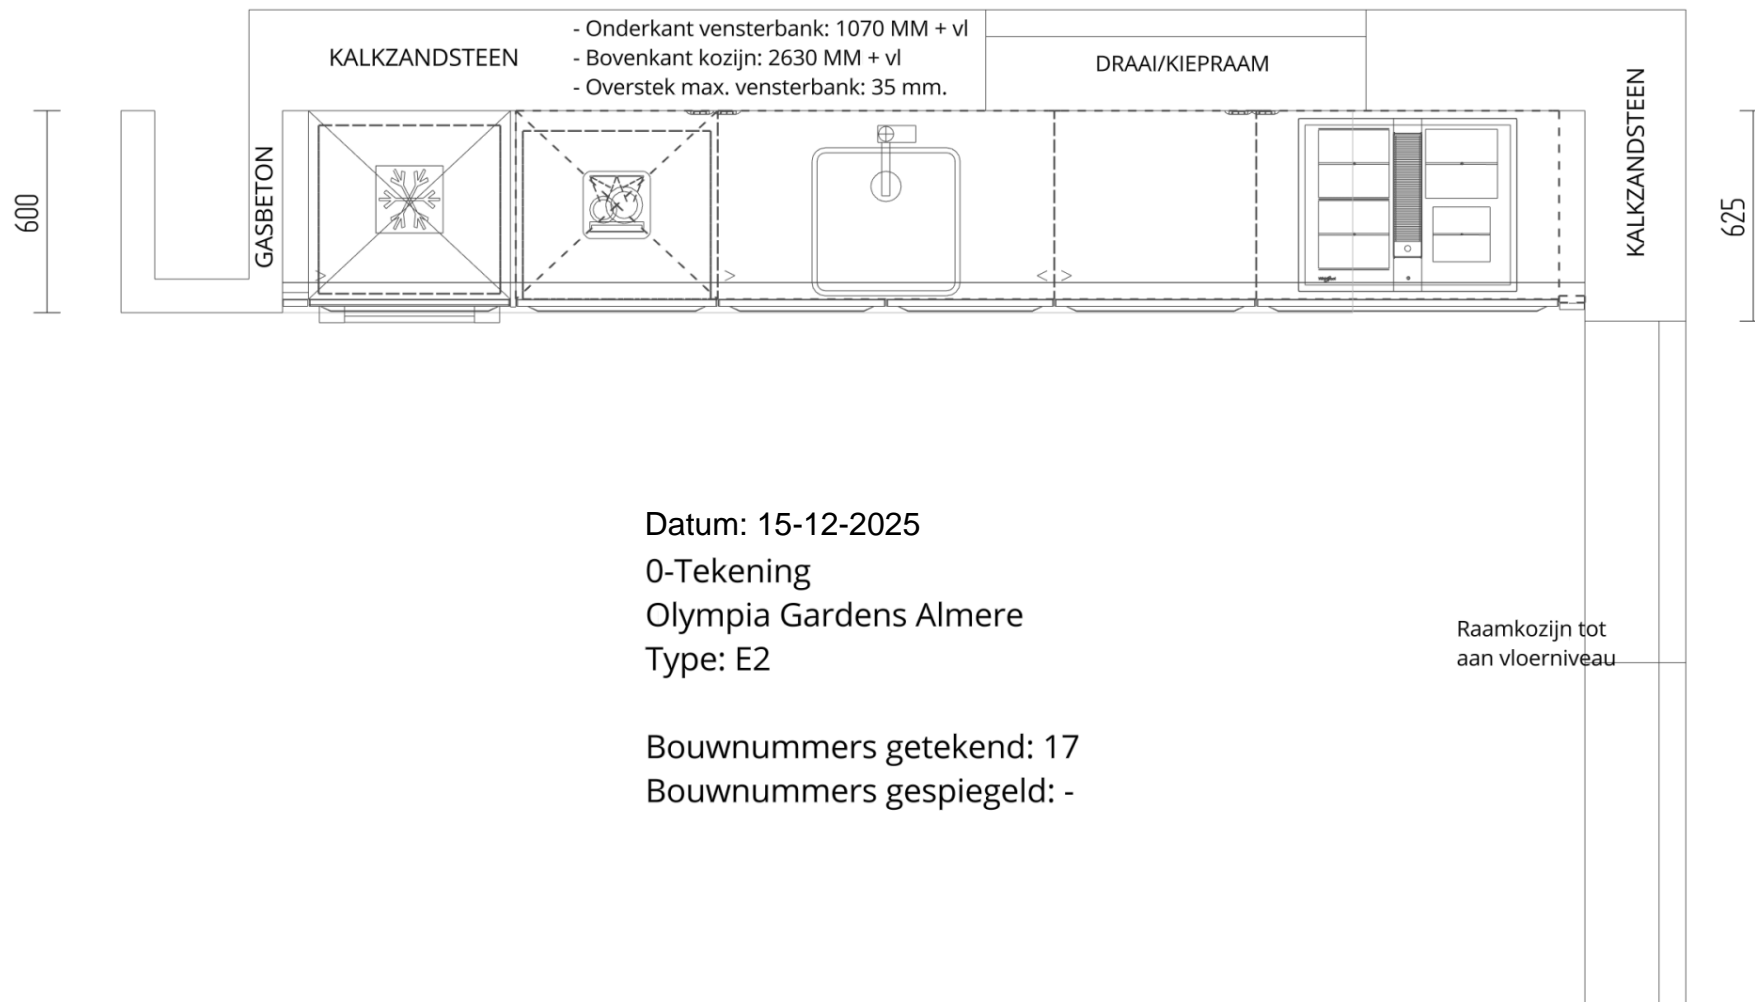 - Onderkant vensterbank: 1070 MM + vl
KALKZANDSTEEN
- Bovenkant kozijn: 2630 MM + vl
- Overstek max. vensterbank: 35 mm.
DRAAI/KIEPRAAM
KALKZANDSTEEN
GASBETON
600
625
Datum: 15-12-2025
0-Tekening
Olympia Gardens Almere
Type: E2
Raamkozijn tot
aan vloerniveau
Bouwnummers getekend: 17
Bouwnummers gespiegeld: -